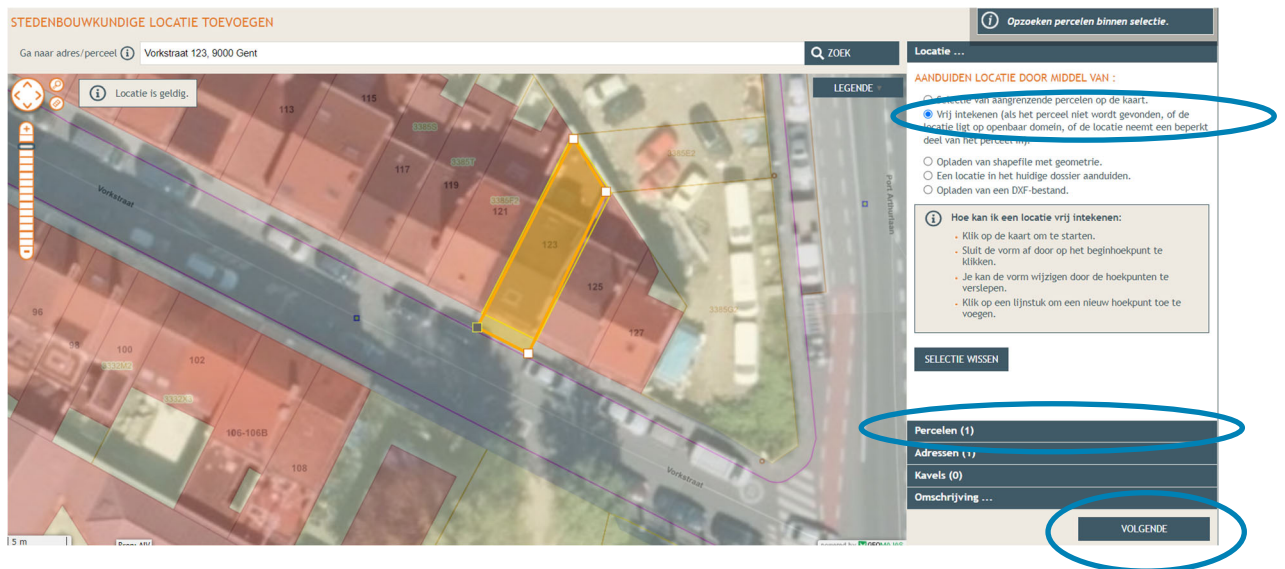 STEDENBOUWKUNDIGE LOCATIE TOEVOEGEN
Opzoeken percelen binnen selectie.
Ga naar adres/perceel
Vorkstraat 123, 9000 Gent
ZOEK
Locatie ...
Locatie is geldig.
LEGENDE
AANDUIDEN LOCATIE DOOR MIDDEL VAN :
Selectie van aangrenzende percelen op de kaart.
Vrij intekenen (als het perceel niet wordt gevonden, of de
locatie ligt op openbaar domein, of de locatie neemt een beperkt
deel van het perceel in).
Opladen van shapefile met geometrie.
Een locatie in het huidige dossier aanduiden.
Opladen van een DXF-bestand.
Hoe kan ik een locatie vrij intekenen:
Klik op de kaart om te starten.
Sluit de vorm af door op het beginhoekpunt te
klikken.
Je kan de vorm wijzigen door de hoekpunten te
verslepen.
Klik op een lijnstuk om een nieuw hoekpunt toe te
voegen.
SELECTIE WISSEN
Percelen (1)
Adressen (1)
Kavels (0)
Omschrijving ...
VOLGENDE
113
115
117
119
121
123
125
127
96
98
100
102
106-106B
108
Vorkstraat
Vorkstraat
Port Arthurlaan
5 m
powered by